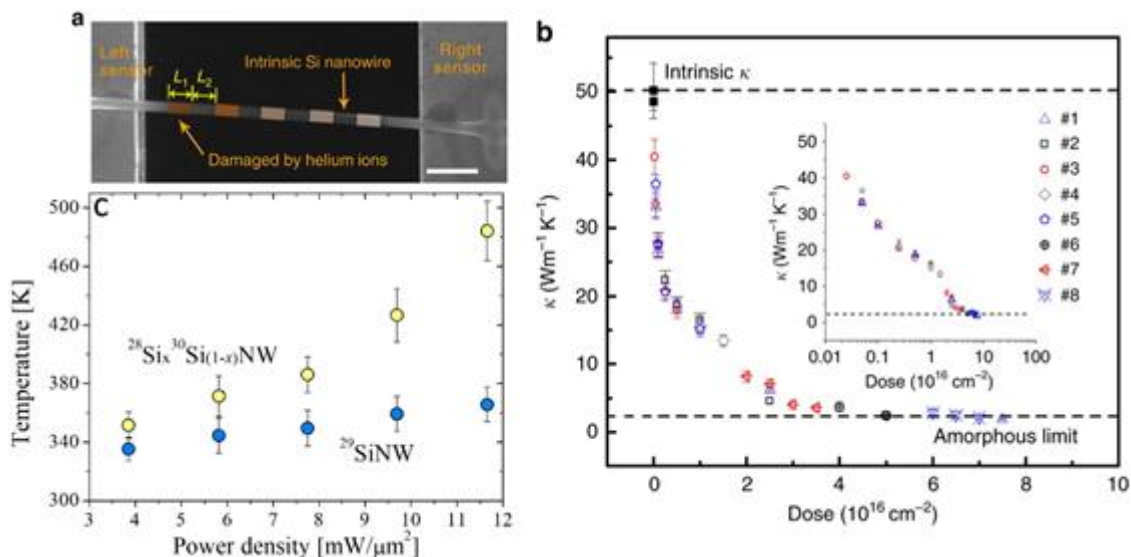 a
Left
sensor
L₁ L₂
Intrinsic Si nanowire
Right
sensor
Damaged by helium ions
C
Temperature [K]
500
460
420
380
340
300
²⁸Siₓ³⁰Si₍₁₋ₓ₎NW
²⁹SiNW
3 4 5 6 7 8 9 10 11 12
Power density [mW/μm²]
b
κ (Wm⁻¹ K⁻¹)
50
40
30
20
10
0
Intrinsic κ
Amorphous limit
0 2 4 6 8 10
Dose (10¹⁶ cm⁻²)
κ (Wm⁻¹ K⁻¹)
40
30
20
10
0
0.01 0.1 1 10 100
Dose (10¹⁶ cm⁻²)
#1
#2
#3
#4
#5
#6
#7
#8